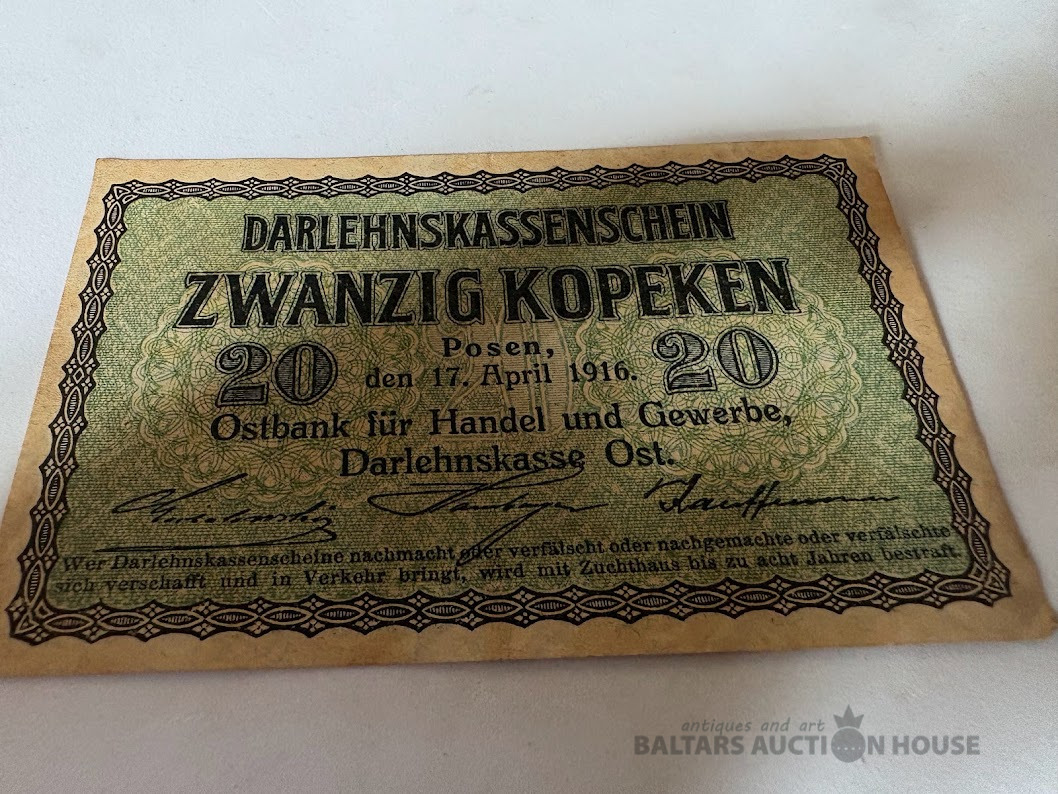 DARLEHNSKASSENSCHEIN
ZWANZIG KOPEKEN
20 Posen, 20
den 17. April 1916.
Ostbank für Handel und Gewerbe,
Darlehnskasse Ost.
Kauffmann
Wer Darlehnskassenscheine nachmacht oder verfälscht oder nachgemachte oder verfälschte
sich verschafft und in Verkehr bringt, wird mit Zuchthaus bis zu acht Jahren bestraft.
antiques and art
BALTARS AUCTION HOUSE